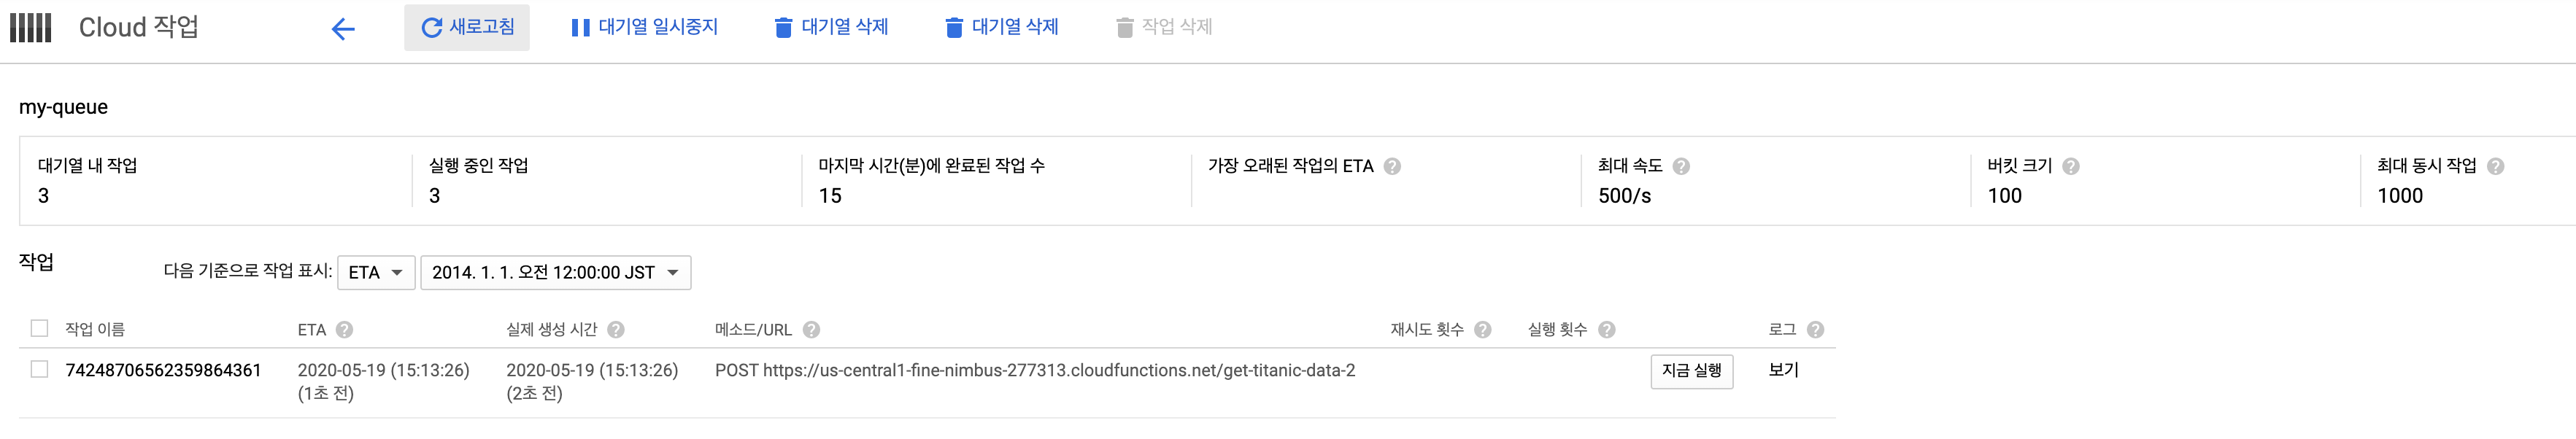 Cloud 작업
새로고침
대기열 일시중지
대기열 삭제
대기열 삭제
작업 삭제
my-queue
대기열 내 작업
3
실행 중인 작업
3
마지막 시간(분)에 완료된 작업 수
15
가장 오래된 작업의 ETA
최대 속도
500/s
버킷 크기
100
최대 동시 작업
1000
작업
다음 기준으로 작업 표시: ETA 2014. 1. 1. 오전 12:00:00 JST
작업 이름 ETA 실제 생성 시간 메소드/URL 재시도 횟수 실행 횟수 로그
74248706562359864361 2020-05-19 (15:13:26) 2020-05-19 (15:13:26) POST https://us-central1-fine-nimbus-277313.cloudfunctions.net/get-titanic-data-2 지금 실행 보기
(1초 전) (2초 전)